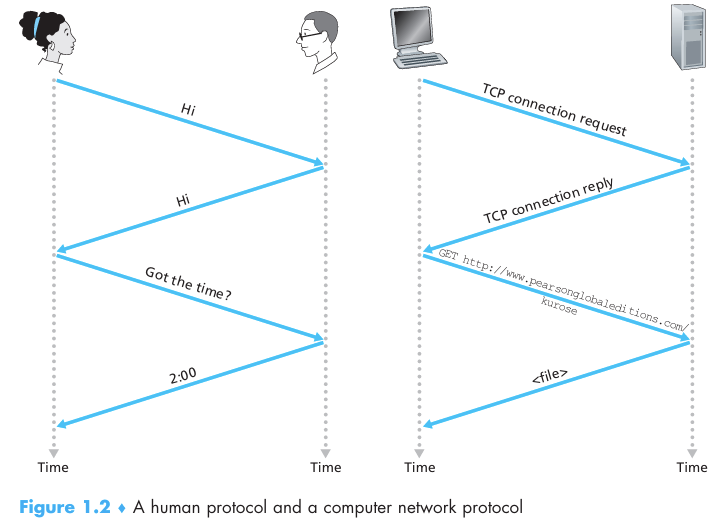 Hi
Hi
Got the time?
2:00
Time
Time
TCP connection request
TCP connection reply
GET http://www.pearsonglobaleditions.com/
kurose
<file>
Time
Time
Figure 1.2 ♦ A human protocol and a computer network protocol